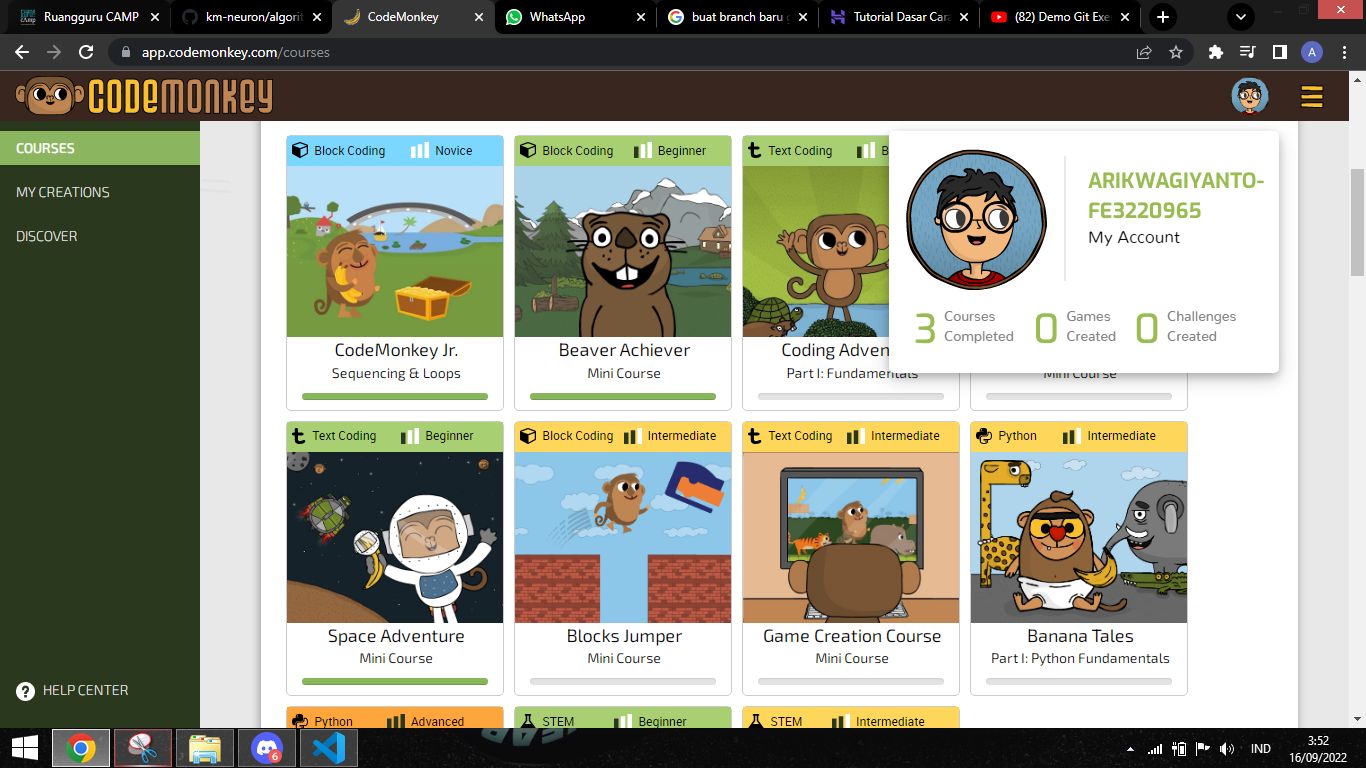 Ruangguru CAMP
km-neuron/algorit
CodeMonkey
WhatsApp
buat branch baru g
Tutorial Dasar Cara
(82) Demo Git Exer
app.codemonkey.com/courses
A
CODEMONKEY
COURSES
MY CREATIONS
DISCOVER
HELP CENTER
Block Coding Novice
CodeMonkey Jr.
Sequencing & Loops
Block Coding Beginner
Beaver Achiever
Mini Course
Text Coding B
Coding Adven
Part I: Fundamentals
Mini Course
ARIKWAGIYANTO-
FE3220965
My Account
3 Courses Completed
0 Games Created
0 Challenges Created
Text Coding Beginner
Space Adventure
Mini Course
Block Coding Intermediate
Blocks Jumper
Mini Course
Text Coding Intermediate
Game Creation Course
Mini Course
Python Intermediate
Banana Tales
Part I: Python Fundamentals
Python Advanced
STEM Beginner
STEM Intermediate
6
IND
3:52
16/09/2022